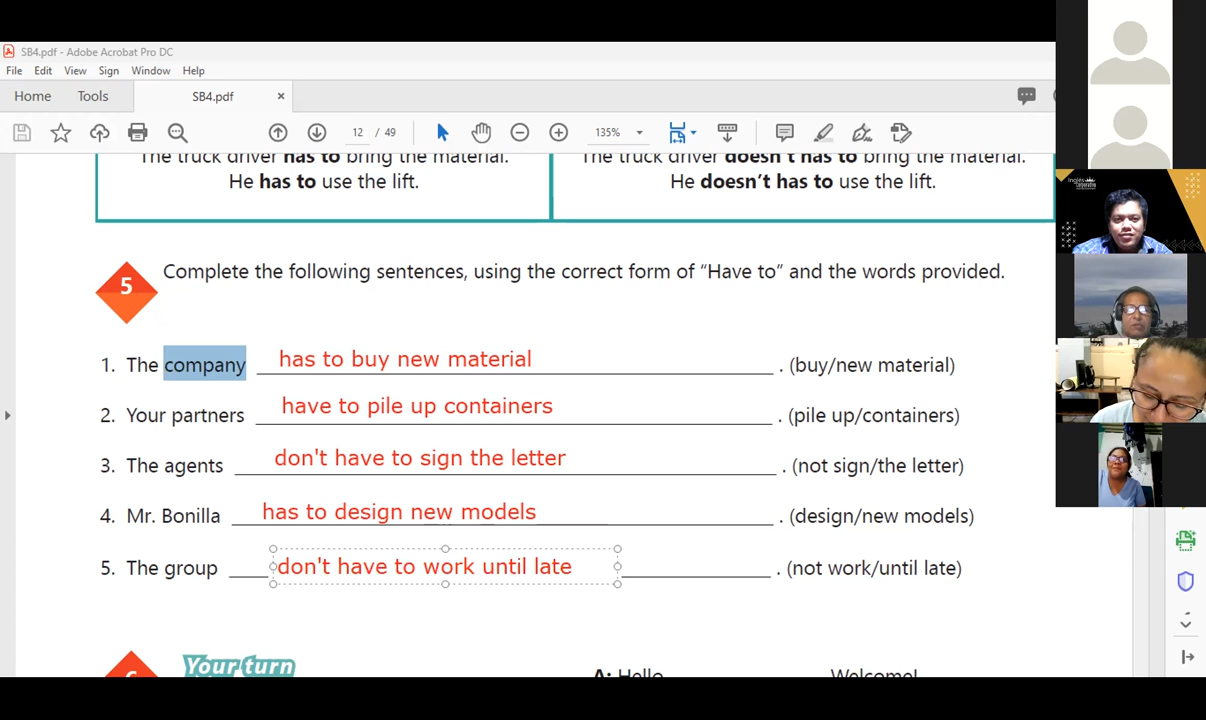 SB4.pdf - Adobe Acrobat Pro DC
File Edit View Sign Window Help
Home Tools SB4.pdf ×
12 / 49 135%
The truck driver has to bring the material. The truck driver doesn't has to bring the material.
He has to use the lift. He doesn't has to use the lift.
5 Complete the following sentences, using the correct form of "Have to" and the words provided.
1. The company has to buy new material . (buy/new material)
2. Your partners have to pile up containers . (pile up/containers)
3. The agents don't have to sign the letter . (not sign/the letter)
4. Mr. Bonilla has to design new models . (design/new models)
5. The group don't have to work until late . (not work/until late)
6 Your turn A: Hello Welcome!
Inglés
Corporativo